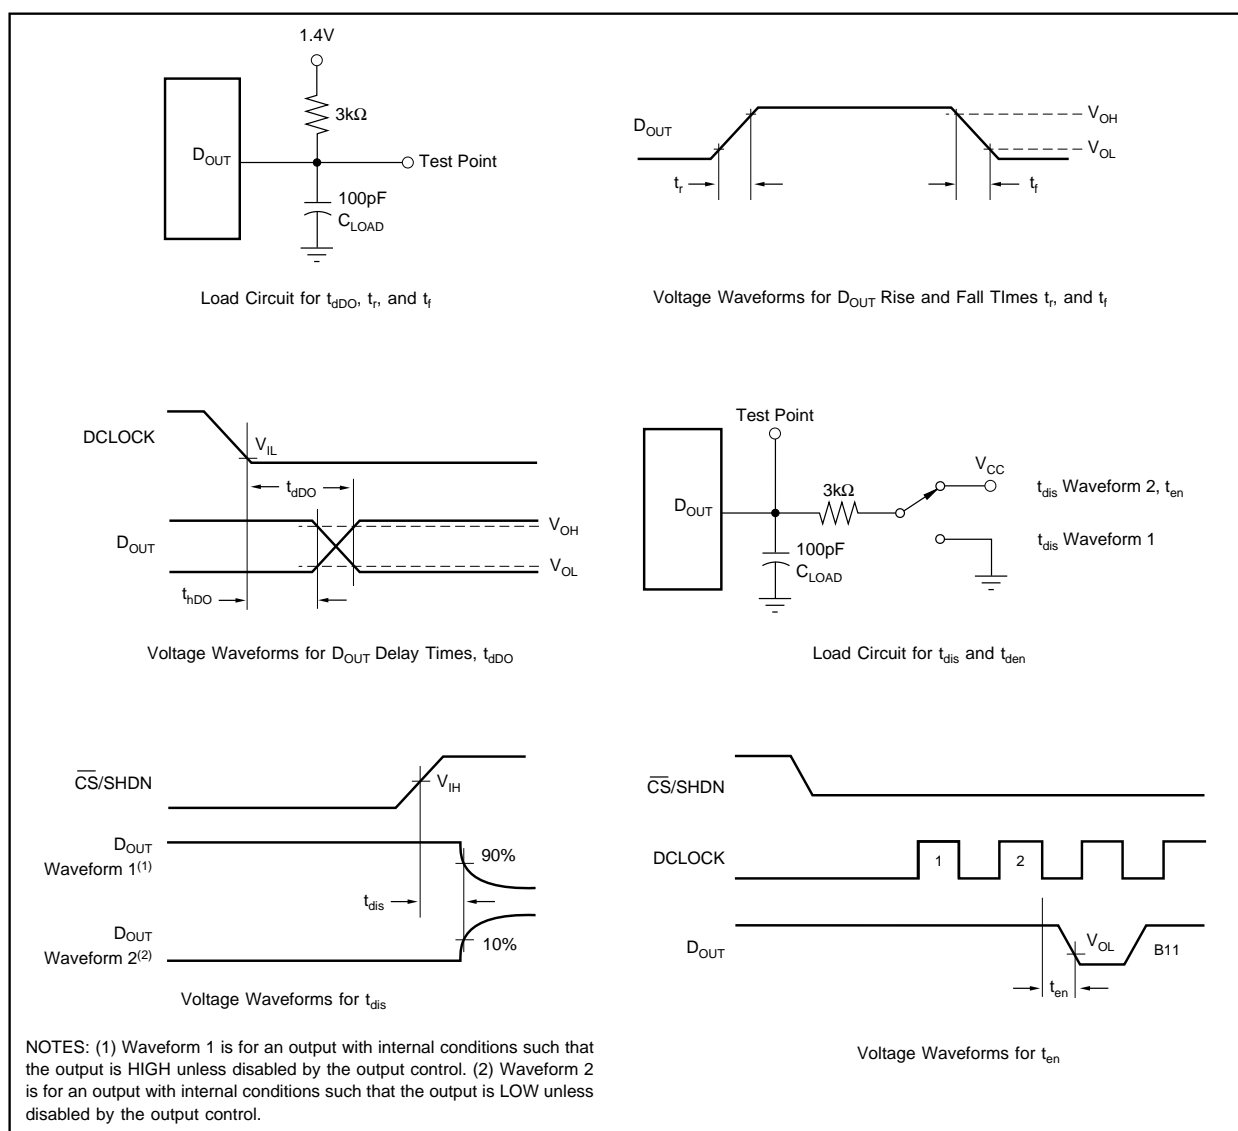 1.4V
3kΩ
DOUT
Test Point
100pF
CLOAD
Load Circuit for tdDO, tr, and tf
DOUT
VOH
VOL
tr
tf
Voltage Waveforms for DOUT Rise and Fall TImes tr, and tf
DCLOCK
VIL
tdDO
DOUT
VOH
VOL
thDO
Voltage Waveforms for DOUT Delay Times, tdDO
Test Point
VCC
3kΩ
DOUT
tdis Waveform 2, ten
100pF
CLOAD
tdis Waveform 1
Load Circuit for tdis and tden
CS/SHDN
VIH
DOUT
Waveform 1(1)
90%
tdis
DOUT
Waveform 2(2)
10%
Voltage Waveforms for tdis
NOTES: (1) Waveform 1 is for an output with internal conditions such that
the output is HIGH unless disabled by the output control. (2) Waveform 2
is for an output with internal conditions such that the output is LOW unless
disabled by the output control.
CS/SHDN
DCLOCK
1
2
DOUT
VOL
B11
ten
Voltage Waveforms for ten